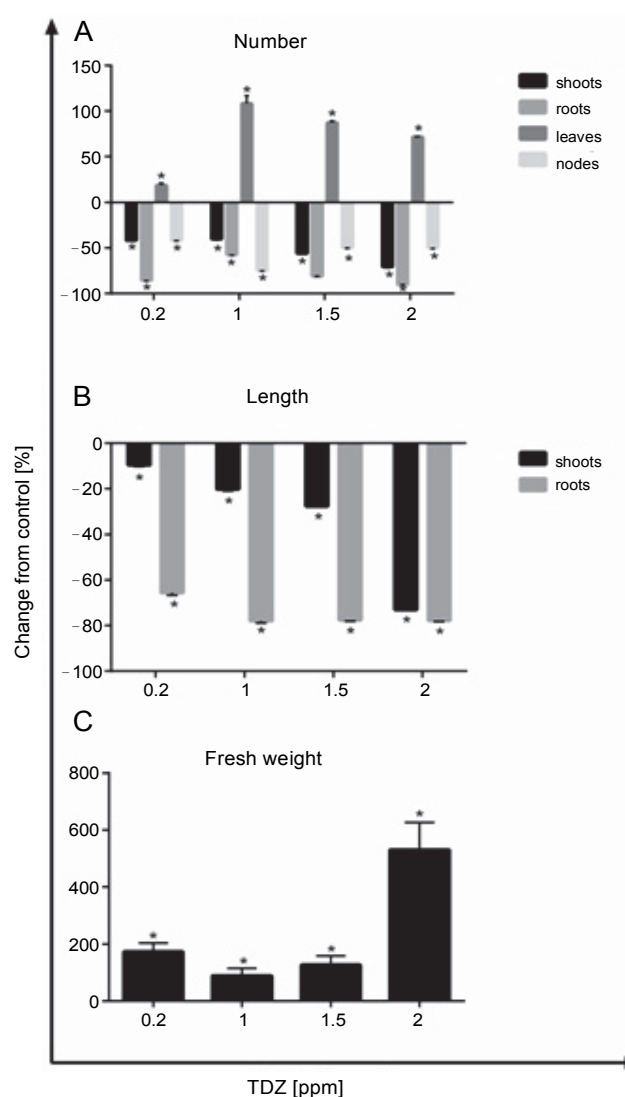 A
Number
150
100
50
0
−50
−100
0.2 1 1.5 2
shoots
roots
leaves
nodes
* * * * * * * * * * * * * * *
B
Length
0
−20
−40
−60
−80
−100
0.2 1 1.5 2
shoots
roots
* * * * * * * *
C
Fresh weight
800
600
400
200
0
0.2 1 1.5 2
* * * *
Change from control [%]
TDZ [ppm]